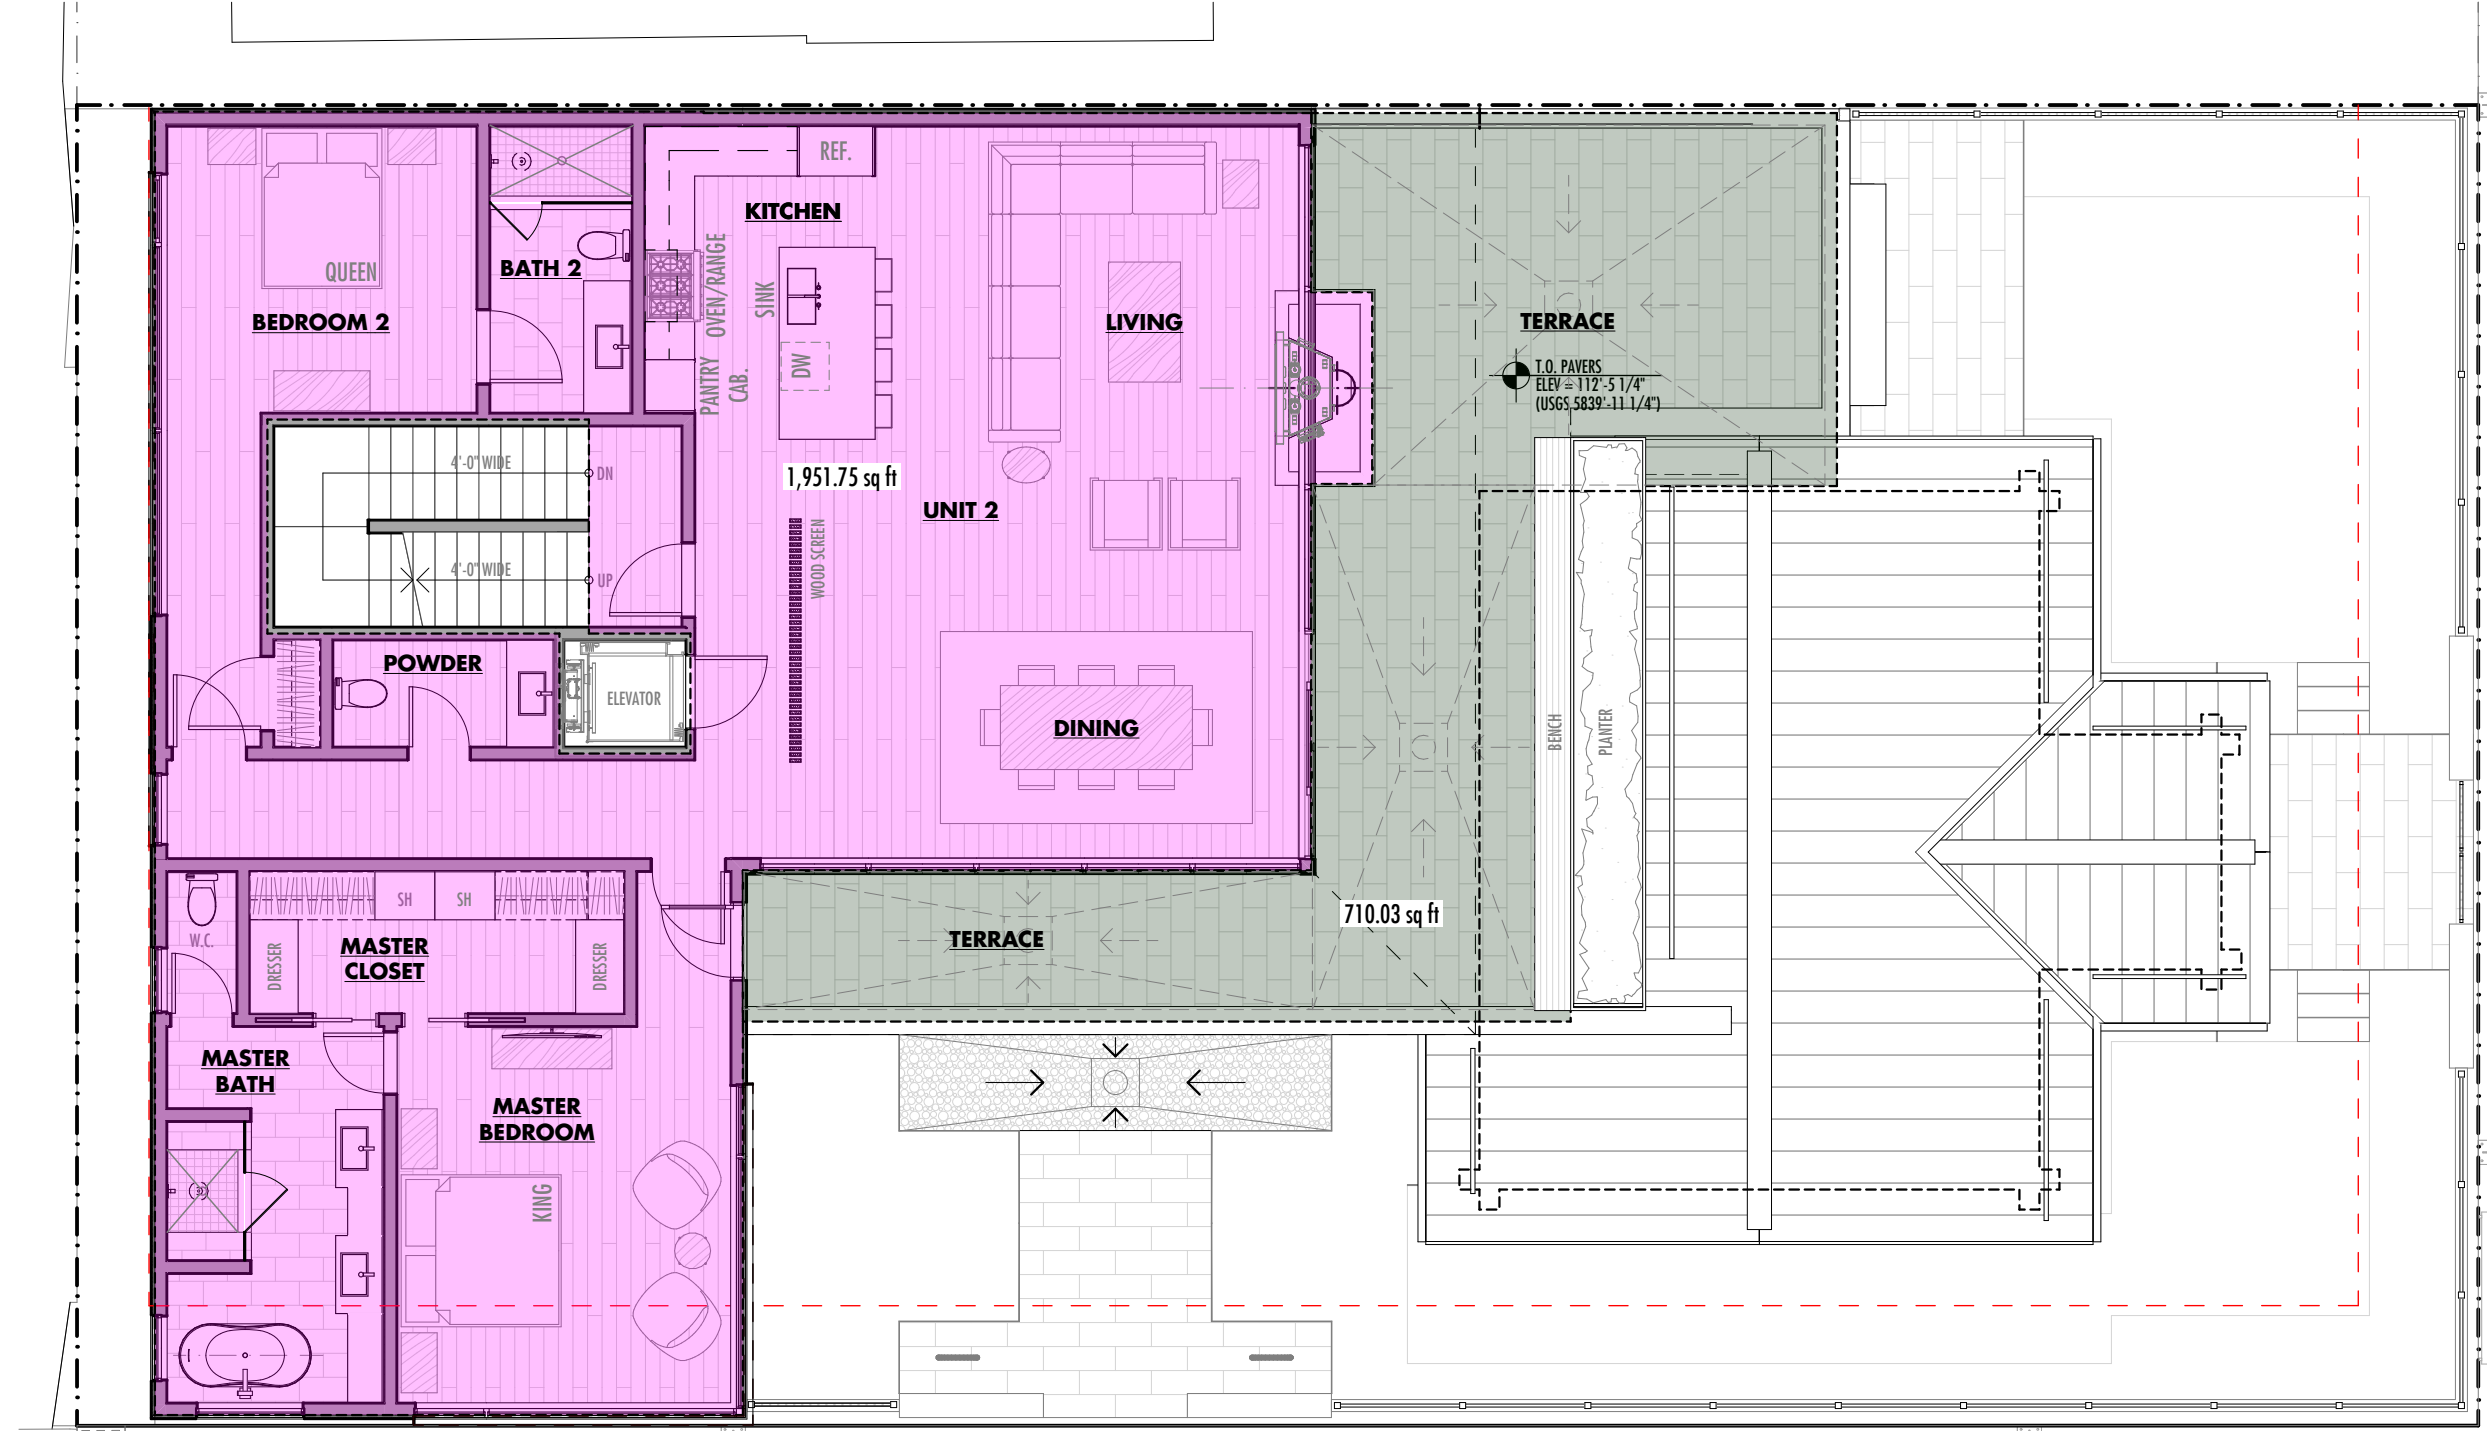 REF.
KITCHEN
QUEEN
BATH 2
OVEN/RANGE
SINK
BEDROOM 2
LIVING
TERRACE
DW
PANTRY
CAB.
T.O. PAVERS
ELEV = 112'-5 1/4"
(USGS 5839'-11 1/4")
4'-0" WIDE
DN
1,951.75 sq ft
UNIT 2
WOOD SCREEN
4'-0" WIDE
UP
POWDER
ELEVATOR
DINING
BENCH
PLANTER
SH
SH
W.C.
DRESSER
MASTER
CLOSET
DRESSER
TERRACE
710.03 sq ft
MASTER
BATH
MASTER
BEDROOM
KING